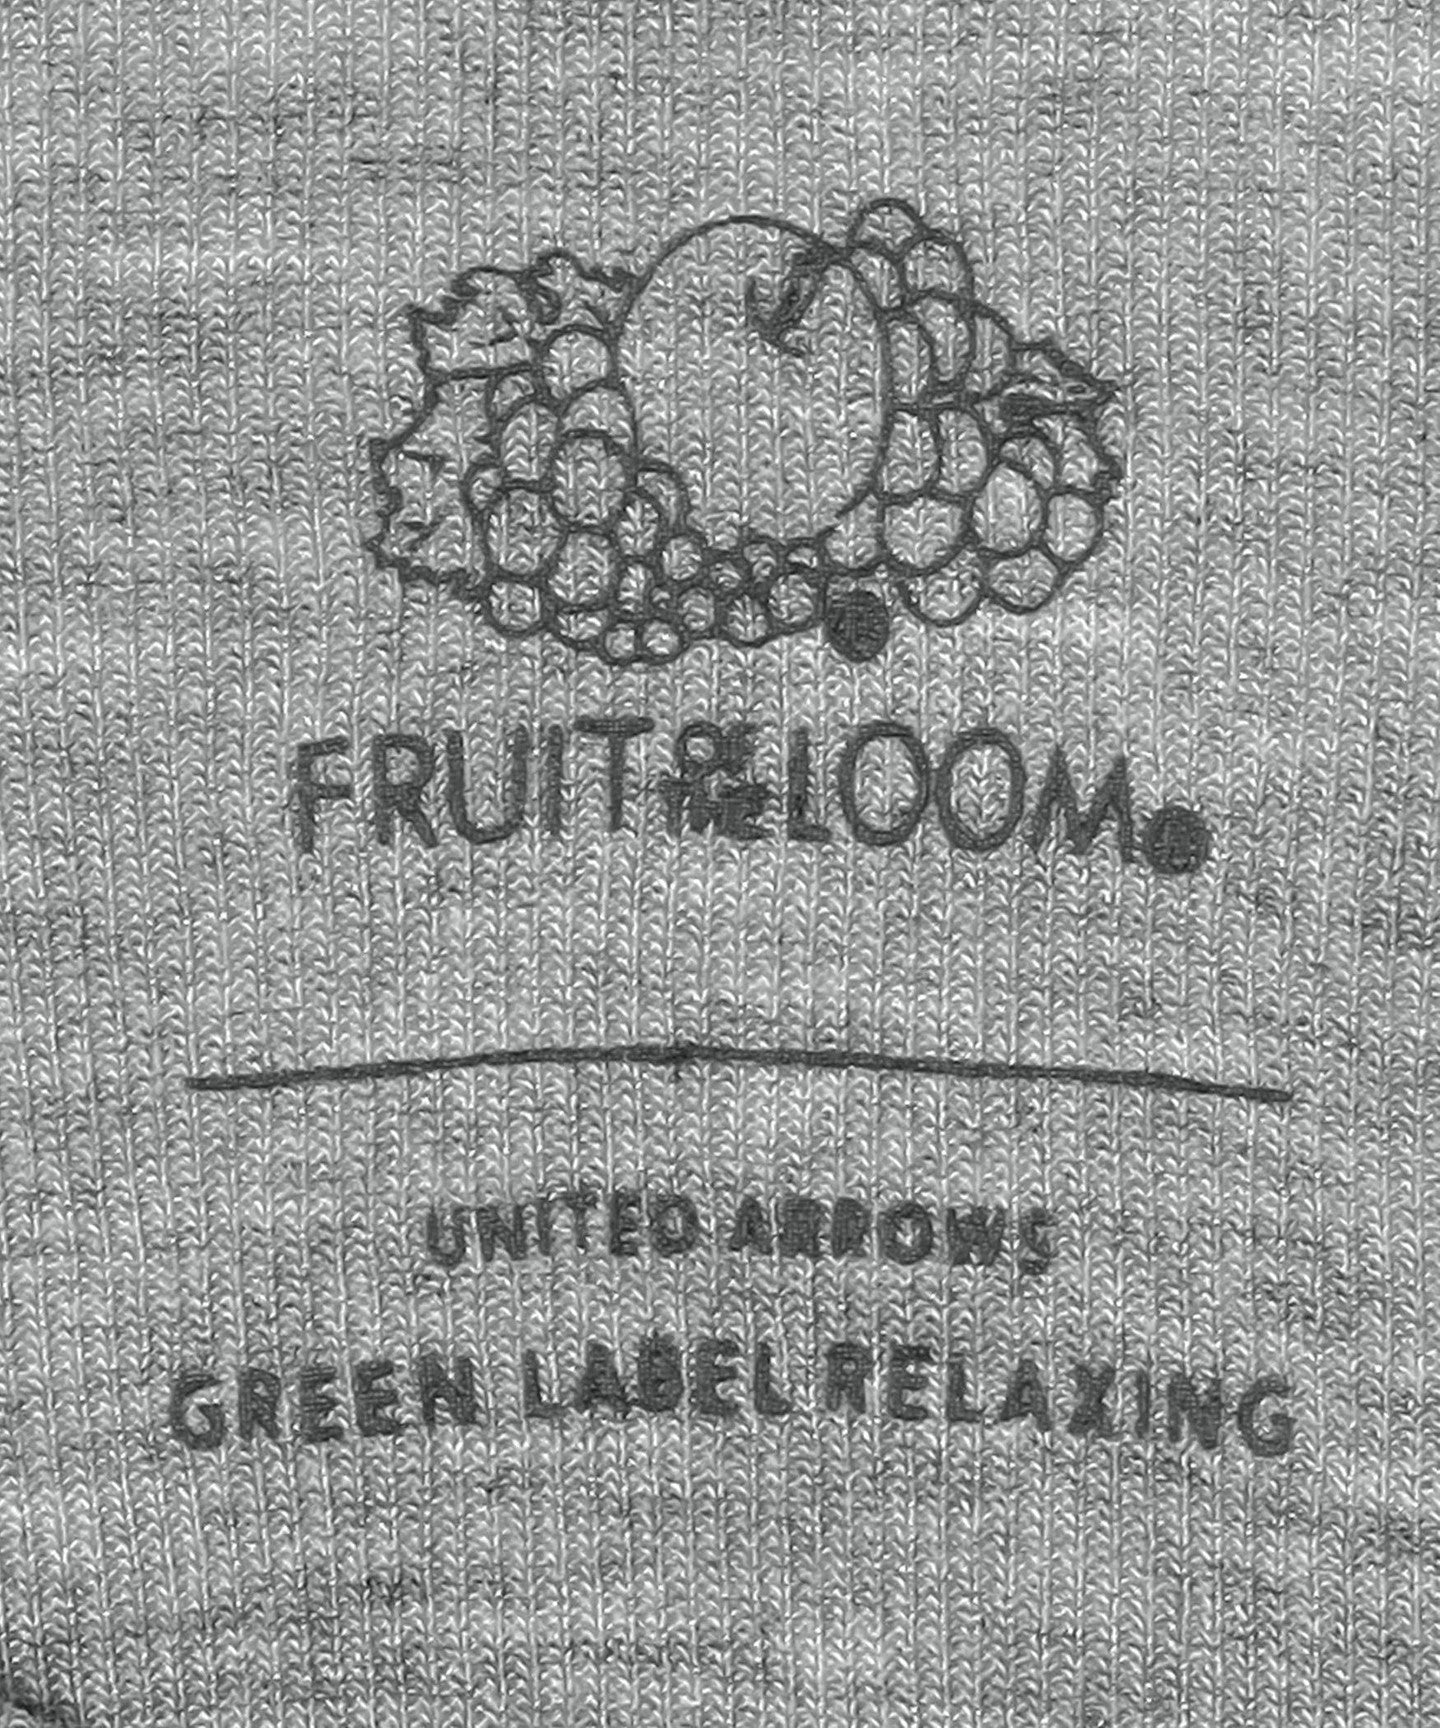 FRUIT OF THE LOOM®
UNITED ARROWS
GREEN LABEL RELAXING